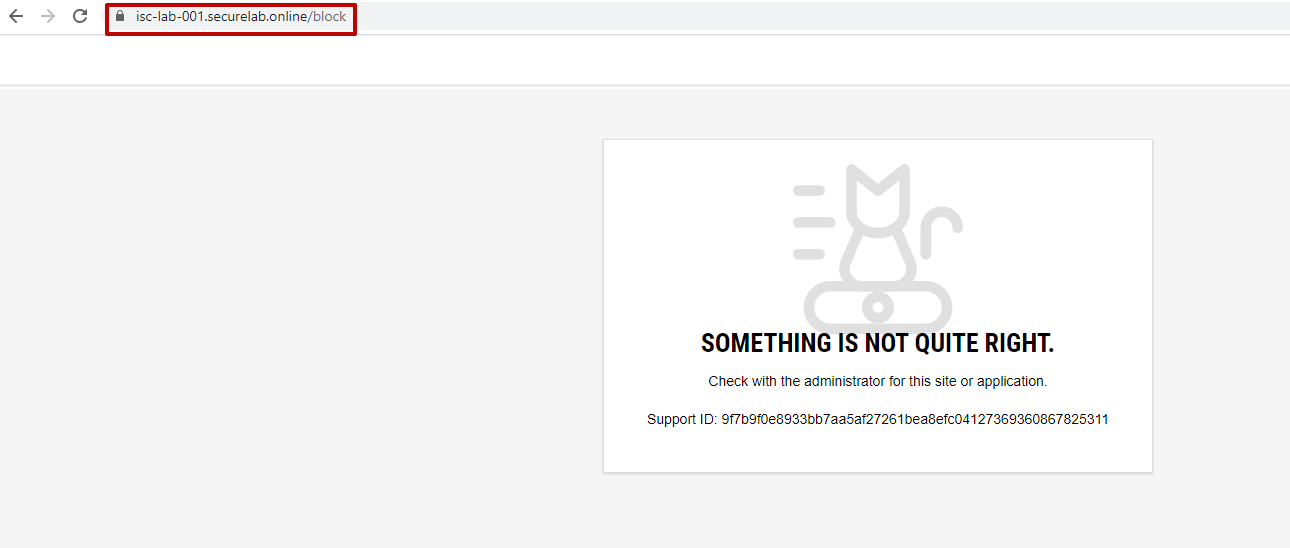 isc-lab-001.securelab.online/block
SOMETHING IS NOT QUITE RIGHT.
Check with the administrator for this site or application.
Support ID: 9f7b9f0e8933bb7aa5af27261bea8efc04127369360867825311